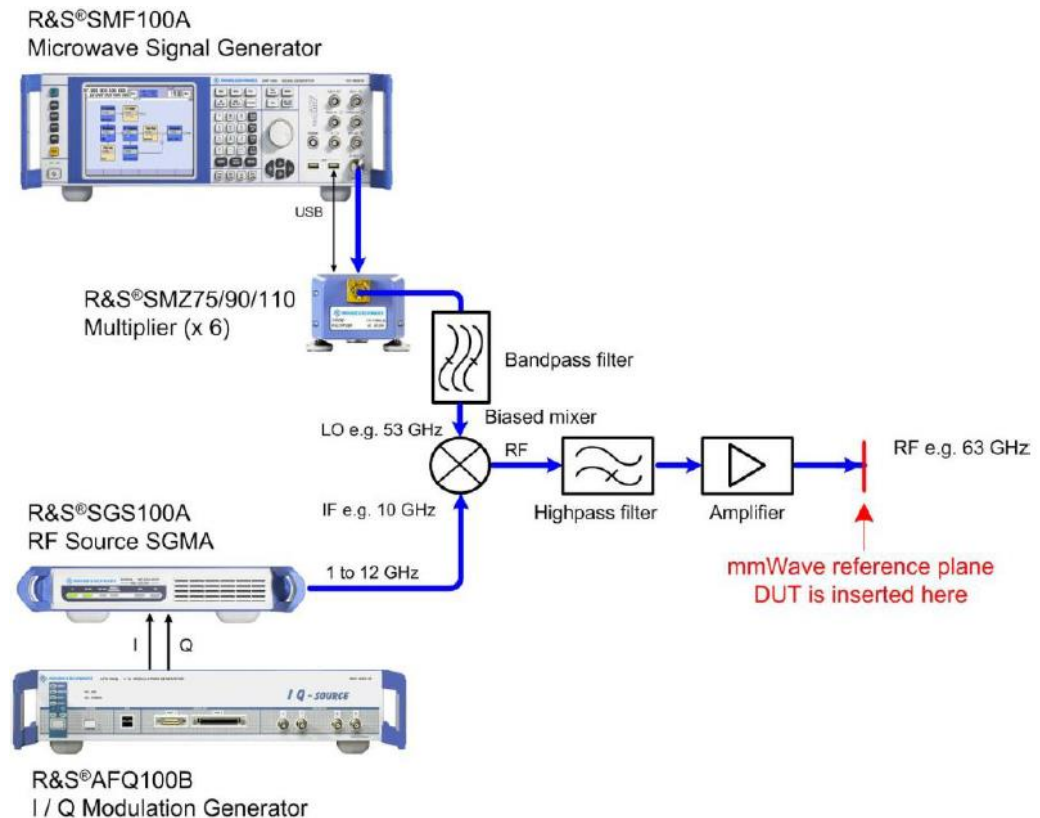 R&S®SMF100A
Microwave Signal Generator
USB
R&S®SMZ75/90/110
Multiplier (x 6)
Bandpass filter
LO e.g. 53 GHz
Biased mixer
RF
RF e.g. 63 GHz
IF e.g. 10 GHz
Highpass filter
Amplifier
R&S®SGS100A
RF Source SGMA
1 to 12 GHz
mmWave reference plane
DUT is inserted here
I
Q
I Q - SOURCE
R&S®AFQ100B
I / Q Modulation Generator